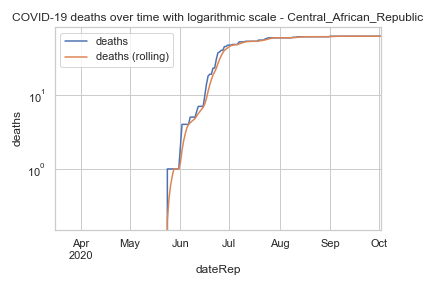 COVID-19 deaths over time with logarithmic scale - Central_African_Republic
deaths
deaths (rolling)
10¹
10⁰
deaths
Apr
2020
May
Jun
Jul
Aug
Sep
Oct
dateRep